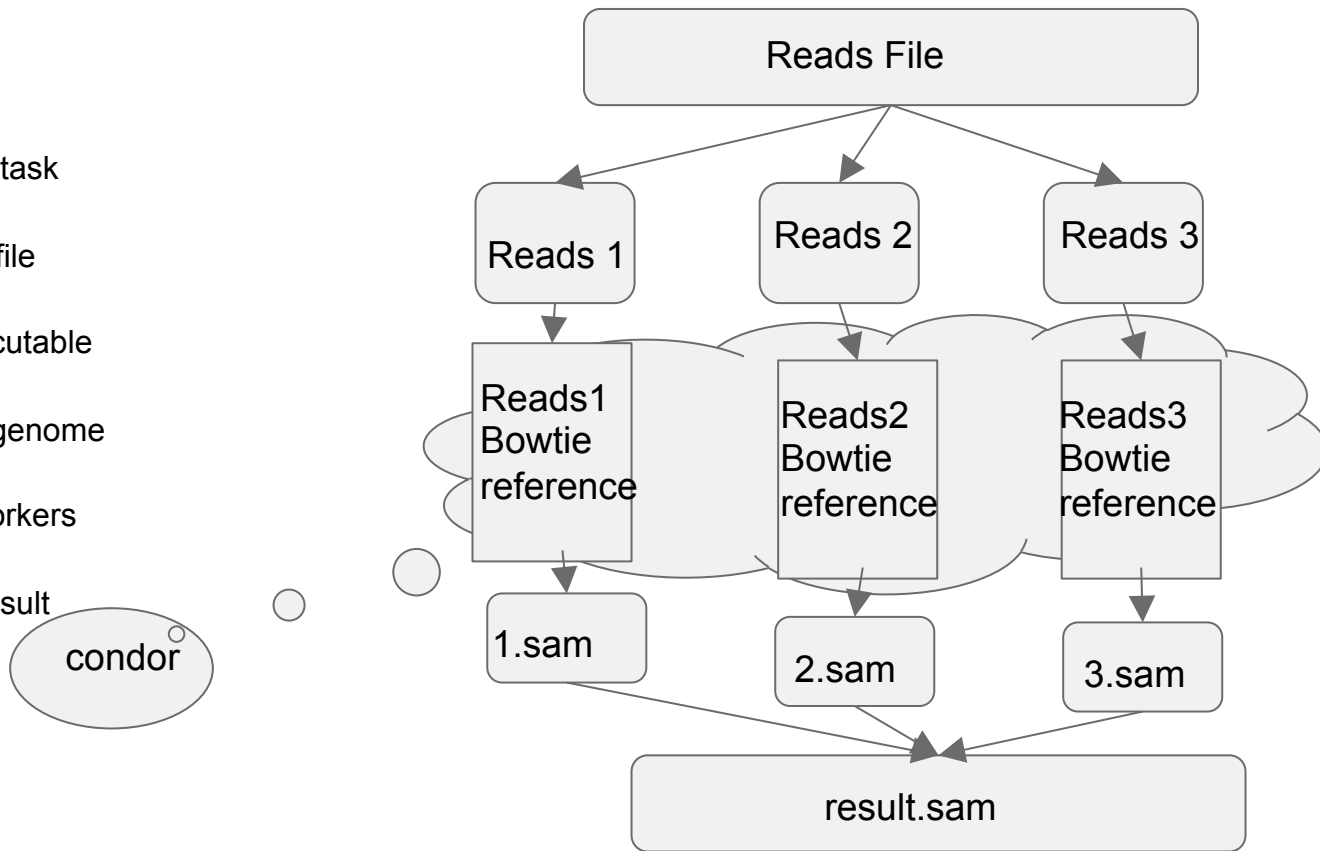 Reads File
task
file
cutable
genome
orkers
sult
condor
Reads 1
Reads 2
Reads 3
Reads1
Bowtie
reference
Reads2
Bowtie
reference
Reads3
Bowtie
reference
1.sam
2.sam
3.sam
result.sam